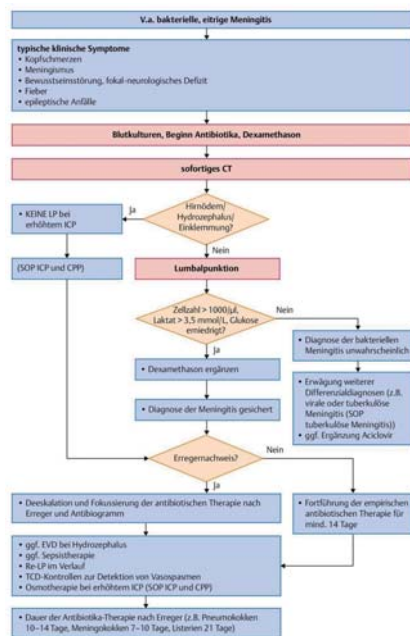 V.a. bakterielle, eitrige Meningitis
typische klinische Symptome
• Kopfschmerzen
• Meningismus
• Bewusstseinsstörung, fokal-neurologisches Defizit
• Fieber
• epileptische Anfälle
Blutkulturen, Beginn Antibiotika, Dexamethason
sofortiges CT
Hirnödem/
Hydrozephalus/
Einklemmung?
Ja
• KEINE LP bei
erhöhtem ICP
(SOP ICP und CPP)
Nein
Lumbalpunktion
Zellzahl > 1000/µl,
Laktat > 3,5 mmol/L, Glukose
erniedrigt?
Nein
• Diagnose der bakteriellen
Meningitis unwahrscheinlich
• Erwägung weiterer
Differenzialdiagnosen (z.B.
virale oder tuberkulöse
Meningitis (SOP
tuberkulöse Meningitis))
• ggf. Ergänzung Aciclovir
Ja
• Dexamethason ergänzen
• Diagnose der Meningitis gesichert
Erregernachweis?
Nein
Ja
• Deeskalation und Fokussierung der antibiotischen Therapie nach
Erreger und Antibiogramm
• Fortführung der empirischen
antibiotischen Therapie für
mind. 14 Tage
• ggf. EVD bei Hydrozephalus
• ggf. Sepsistherapie
• Re-LP im Verlauf
• TCD-Kontrollen zur Detektion von Vasospasmen
• Osmotherapie bei erhöhtem ICP (SOP ICP und CPP)
• Dauer der Antibiotika-Therapie nach Erreger (z.B. Pneumokokken
10–14 Tage, Meningokokken 7–10 Tage, Listerien 21 Tage)